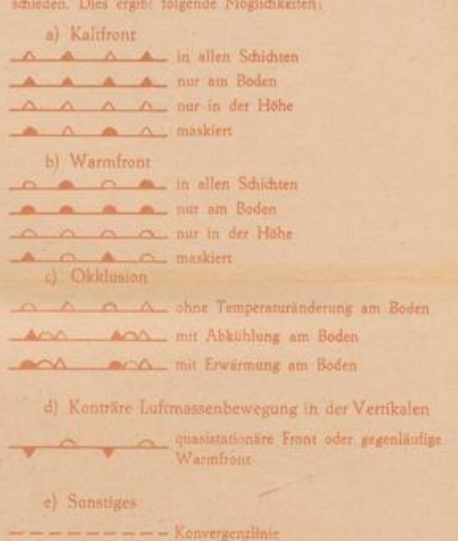 schieden. Dies ergibt folgende Möglichkeiten:
a) Kaltfront
in allen Schichten
nur am Boden
nur in der Höhe
maskiert
b) Warmfront
in allen Schichten
nur am Boden
nur in der Höhe
maskiert
c) Okklusion
ohne Temperaturänderung am Boden
mit Abkühlung am Boden
mit Erwärmung am Boden
d) Konträre Luftmassenbewegung in der Vertikalen
quasistationäre Front oder gegenläufige
Warmfront
e) Sonstiges
Konvergenzlinie